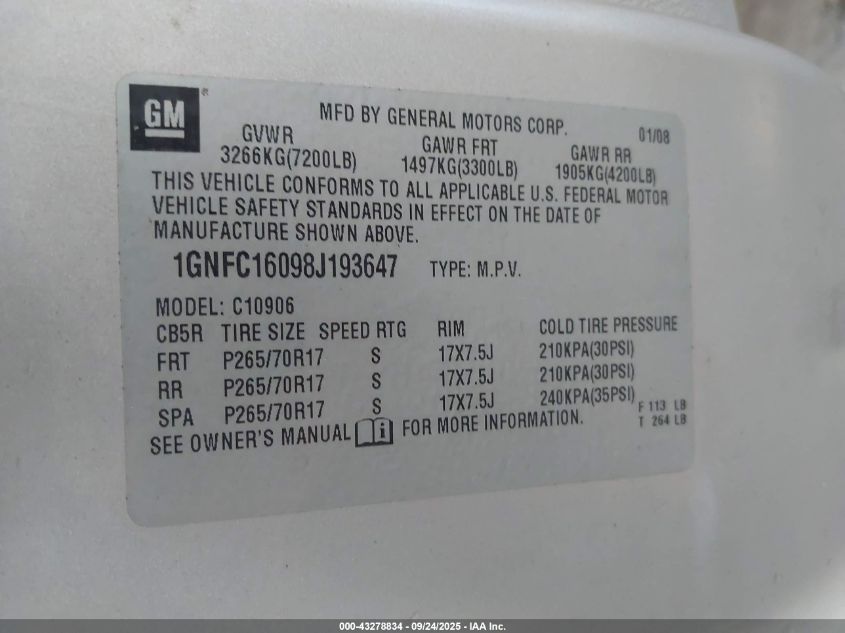 GM
MFD BY GENERAL MOTORS CORP. 01/08
GVWR GAWR FRT GAWR RR
3266KG(7200LB) 1497KG(3300LB) 1905KG(4200LB)
THIS VEHICLE CONFORMS TO ALL APPLICABLE U.S. FEDERAL MOTOR
VEHICLE SAFETY STANDARDS IN EFFECT ON THE DATE OF
MANUFACTURE SHOWN ABOVE.
1GNFC16098J193647 TYPE: M.P.V.
MODEL: C10906
CB5R TIRE SIZE SPEED RTG RIM COLD TIRE PRESSURE
FRT P265/70R17 S 17X7.5J 210KPA(30PSI)
RR P265/70R17 S 17X7.5J 210KPA(30PSI)
SPA P265/70R17 S 17X7.5J 240KPA(35PSI)
F 113 LB
T 264 LB
SEE OWNER'S MANUAL i FOR MORE INFORMATION.
000-43278834 - 09/24/2025 - IAA Inc.